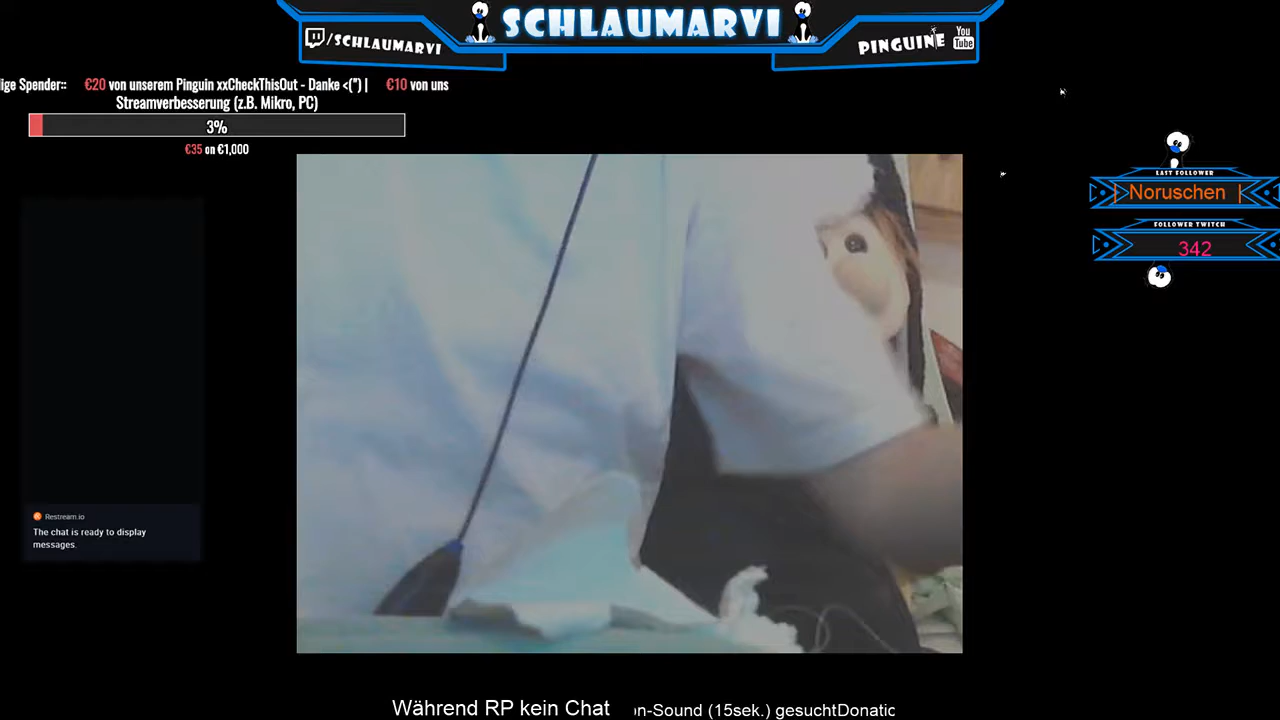 SCHLAUMARVI
/SCHLAUMARVI
PINGUINE
You Tube
ige Spender:: €20 von unserem Pinguin xxCheckThisOut - Danke <(") | €10 von uns
Streamverbesserung (z.B. Mikro, PC)
3%
€35 on €1,000
LAST FOLLOWER
| Noruschen |
FOLLOWER TWITCH
342
Restream.io
The chat is ready to display
messages.
Während RP kein Chat
n-Sound (15sek.) gesuchtDonatic